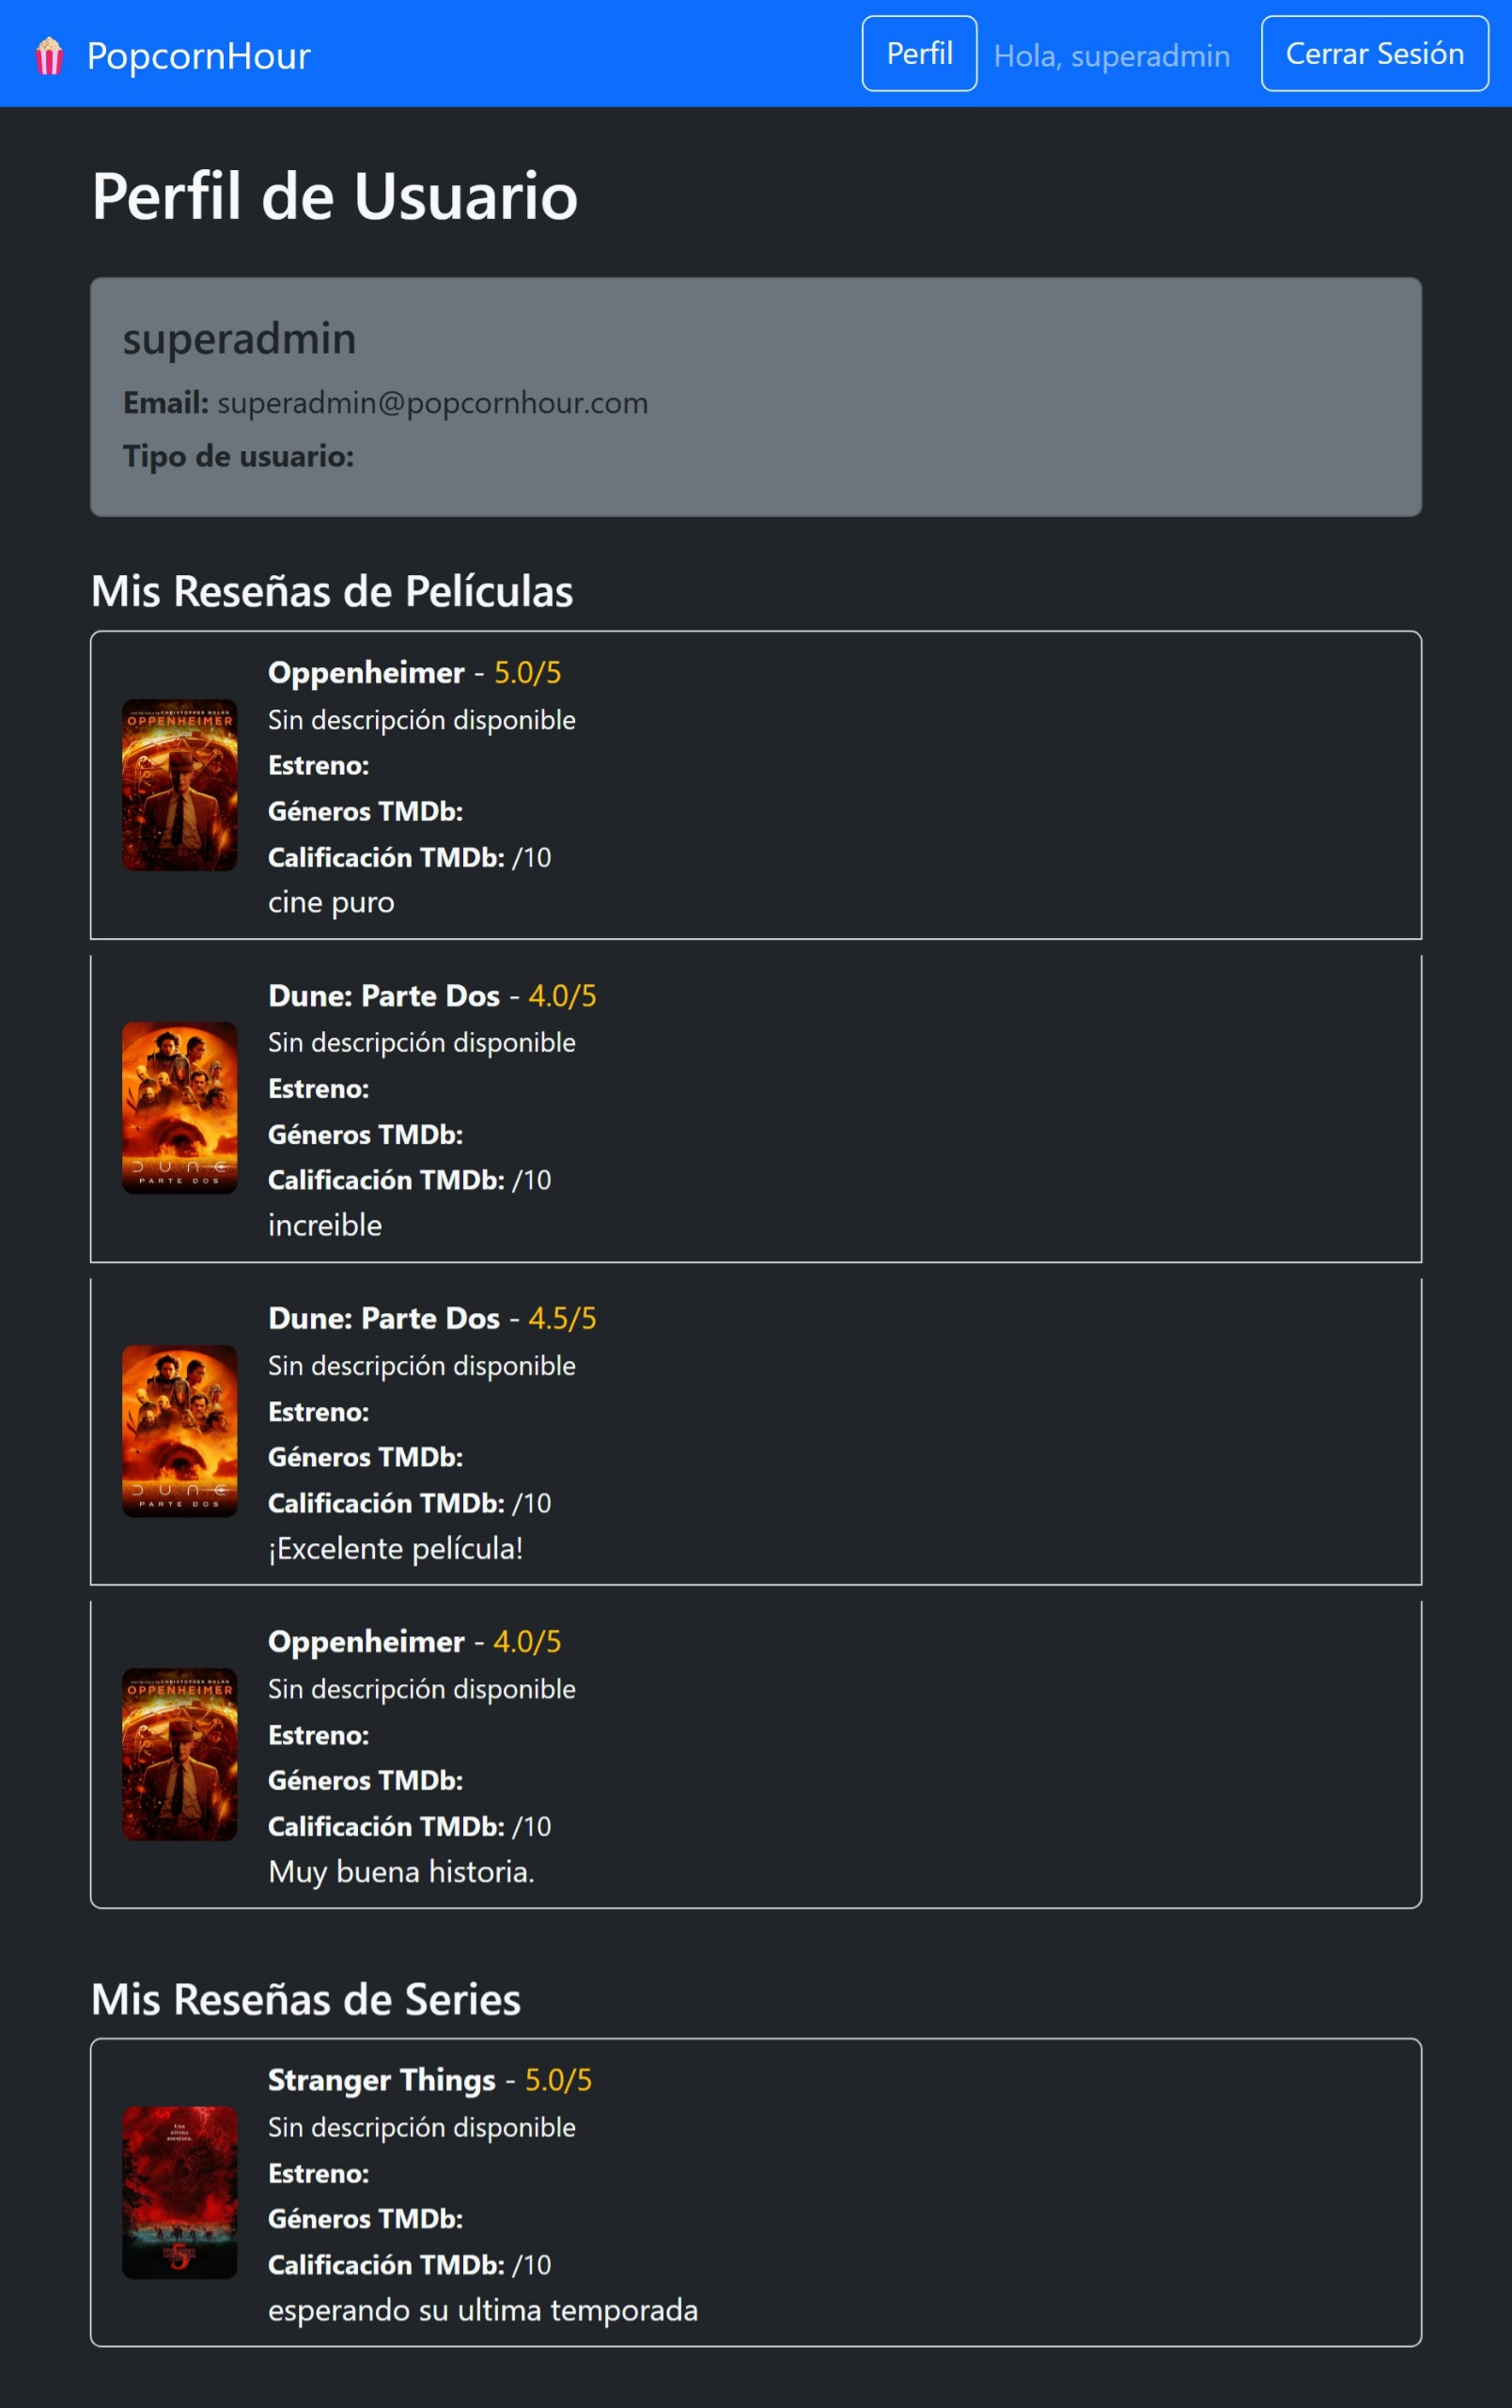 PopcornHour
Perfil
Hola, superadmin
Cerrar Sesión
Perfil de Usuario
superadmin
Email: superadmin@popcornhour.com
Tipo de usuario:
Mis Reseñas de Películas
OPPENHEIMER
Oppenheimer - 5.0/5
Sin descripción disponible
Estreno:
Géneros TMDb:
Calificación TMDb: /10
cine puro
DUNE
PARTE DOS
Dune: Parte Dos - 4.0/5
Sin descripción disponible
Estreno:
Géneros TMDb:
Calificación TMDb: /10
increible
DUNE
PARTE DOS
Dune: Parte Dos - 4.5/5
Sin descripción disponible
Estreno:
Géneros TMDb:
Calificación TMDb: /10
¡Excelente película!
OPPENHEIMER
Oppenheimer - 4.0/5
Sin descripción disponible
Estreno:
Géneros TMDb:
Calificación TMDb: /10
Muy buena historia.
Mis Reseñas de Series
Una
última
aventura.
5
Stranger Things - 5.0/5
Sin descripción disponible
Estreno:
Géneros TMDb:
Calificación TMDb: /10
esperando su ultima temporada